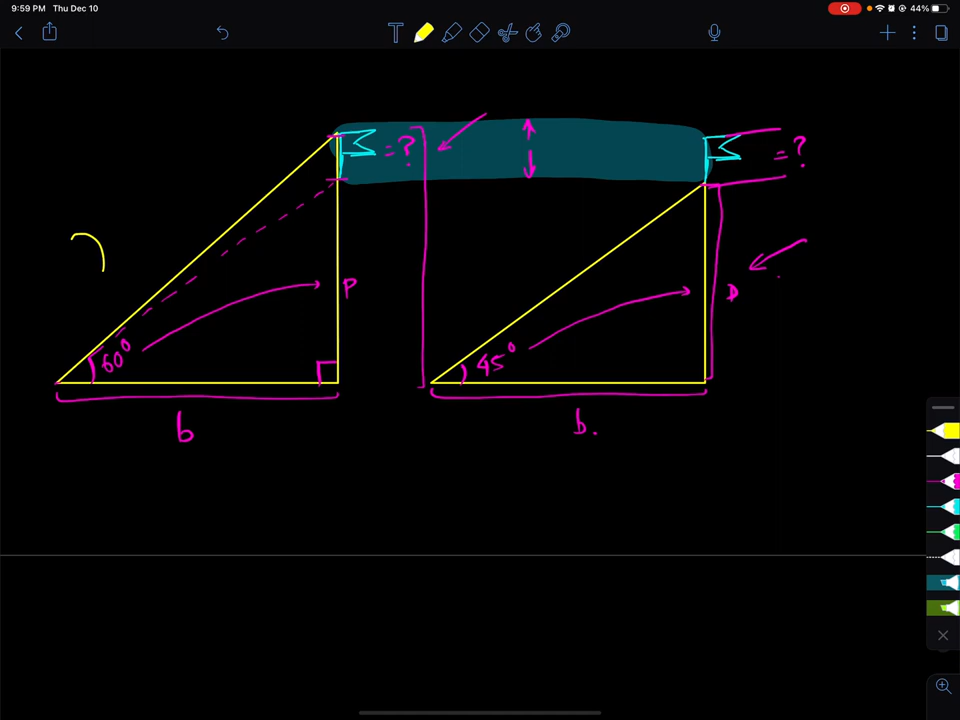 9:59 PM Thu Dec 10
44%
T
= ?
= ?
60°
P
45°
b
b.